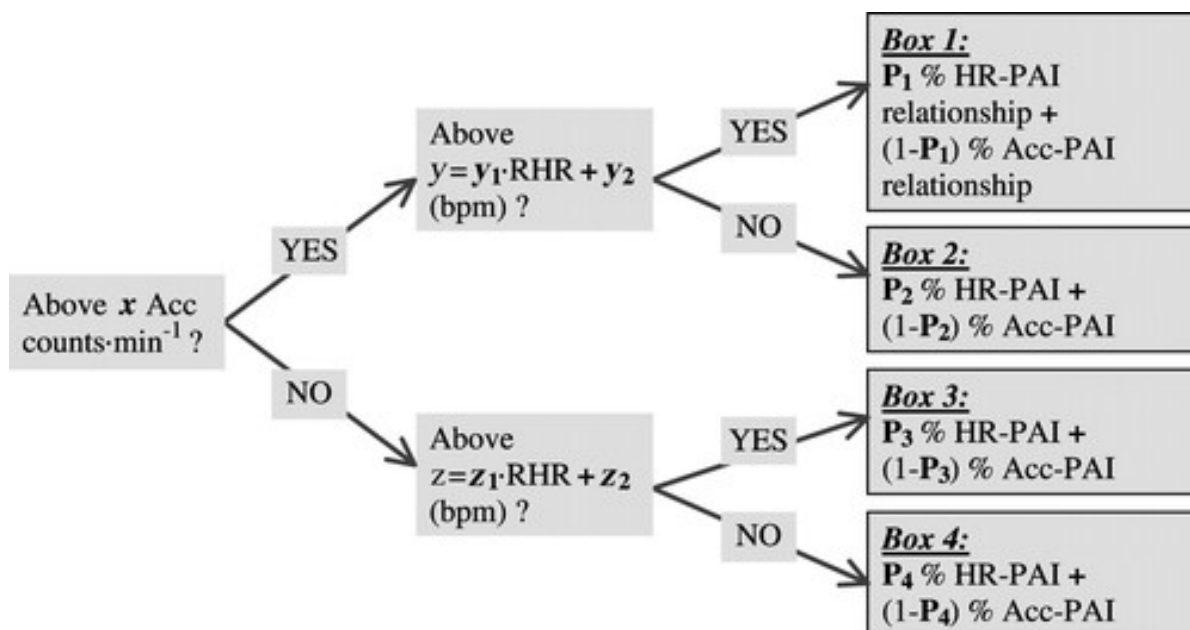 Above x Acc
counts·min⁻¹ ?
YES
NO
Above
y=y₁·RHR + y₂
(bpm) ?
Above
z=z₁·RHR + z₂
(bpm) ?
YES
NO
YES
NO
Box 1:
P₁ % HR-PAI
relationship +
(1-P₁) % Acc-PAI
relationship
Box 2:
P₂ % HR-PAI +
(1-P₂) % Acc-PAI
Box 3:
P₃ % HR-PAI +
(1-P₃) % Acc-PAI
Box 4:
P₄ % HR-PAI +
(1-P₄) % Acc-PAI